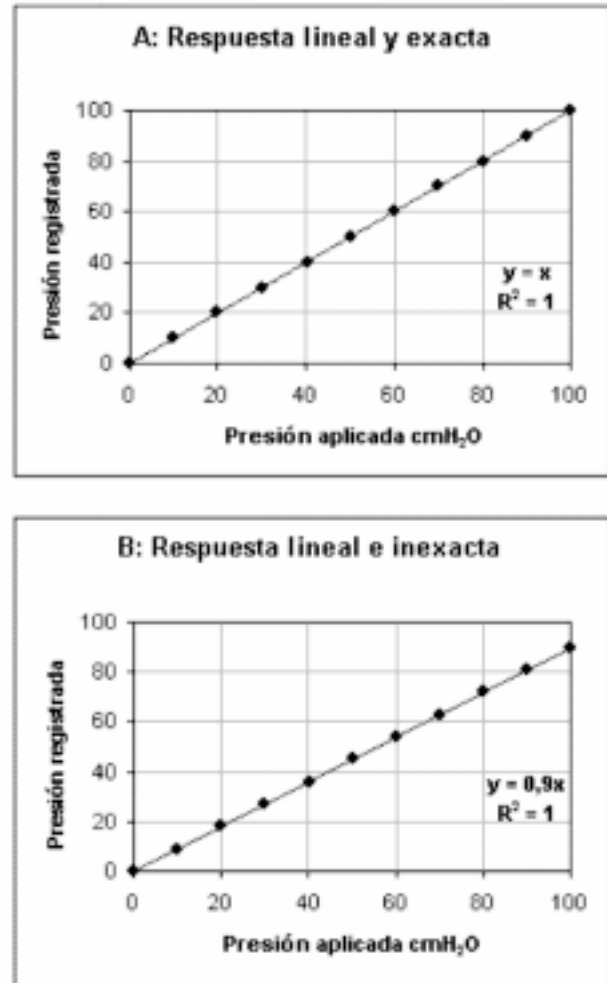 A: Respuesta lineal y exacta
Presión registrada
100
80
60
40
20
0
y = x
R² = 1
0 20 40 60 80 100
Presión aplicada cmH₂O
B: Respuesta lineal e inexacta
Presión registrada
100
80
60
40
20
0
y = 0,9x
R² = 1
0 20 40 60 80 100
Presión aplicada cmH₂O